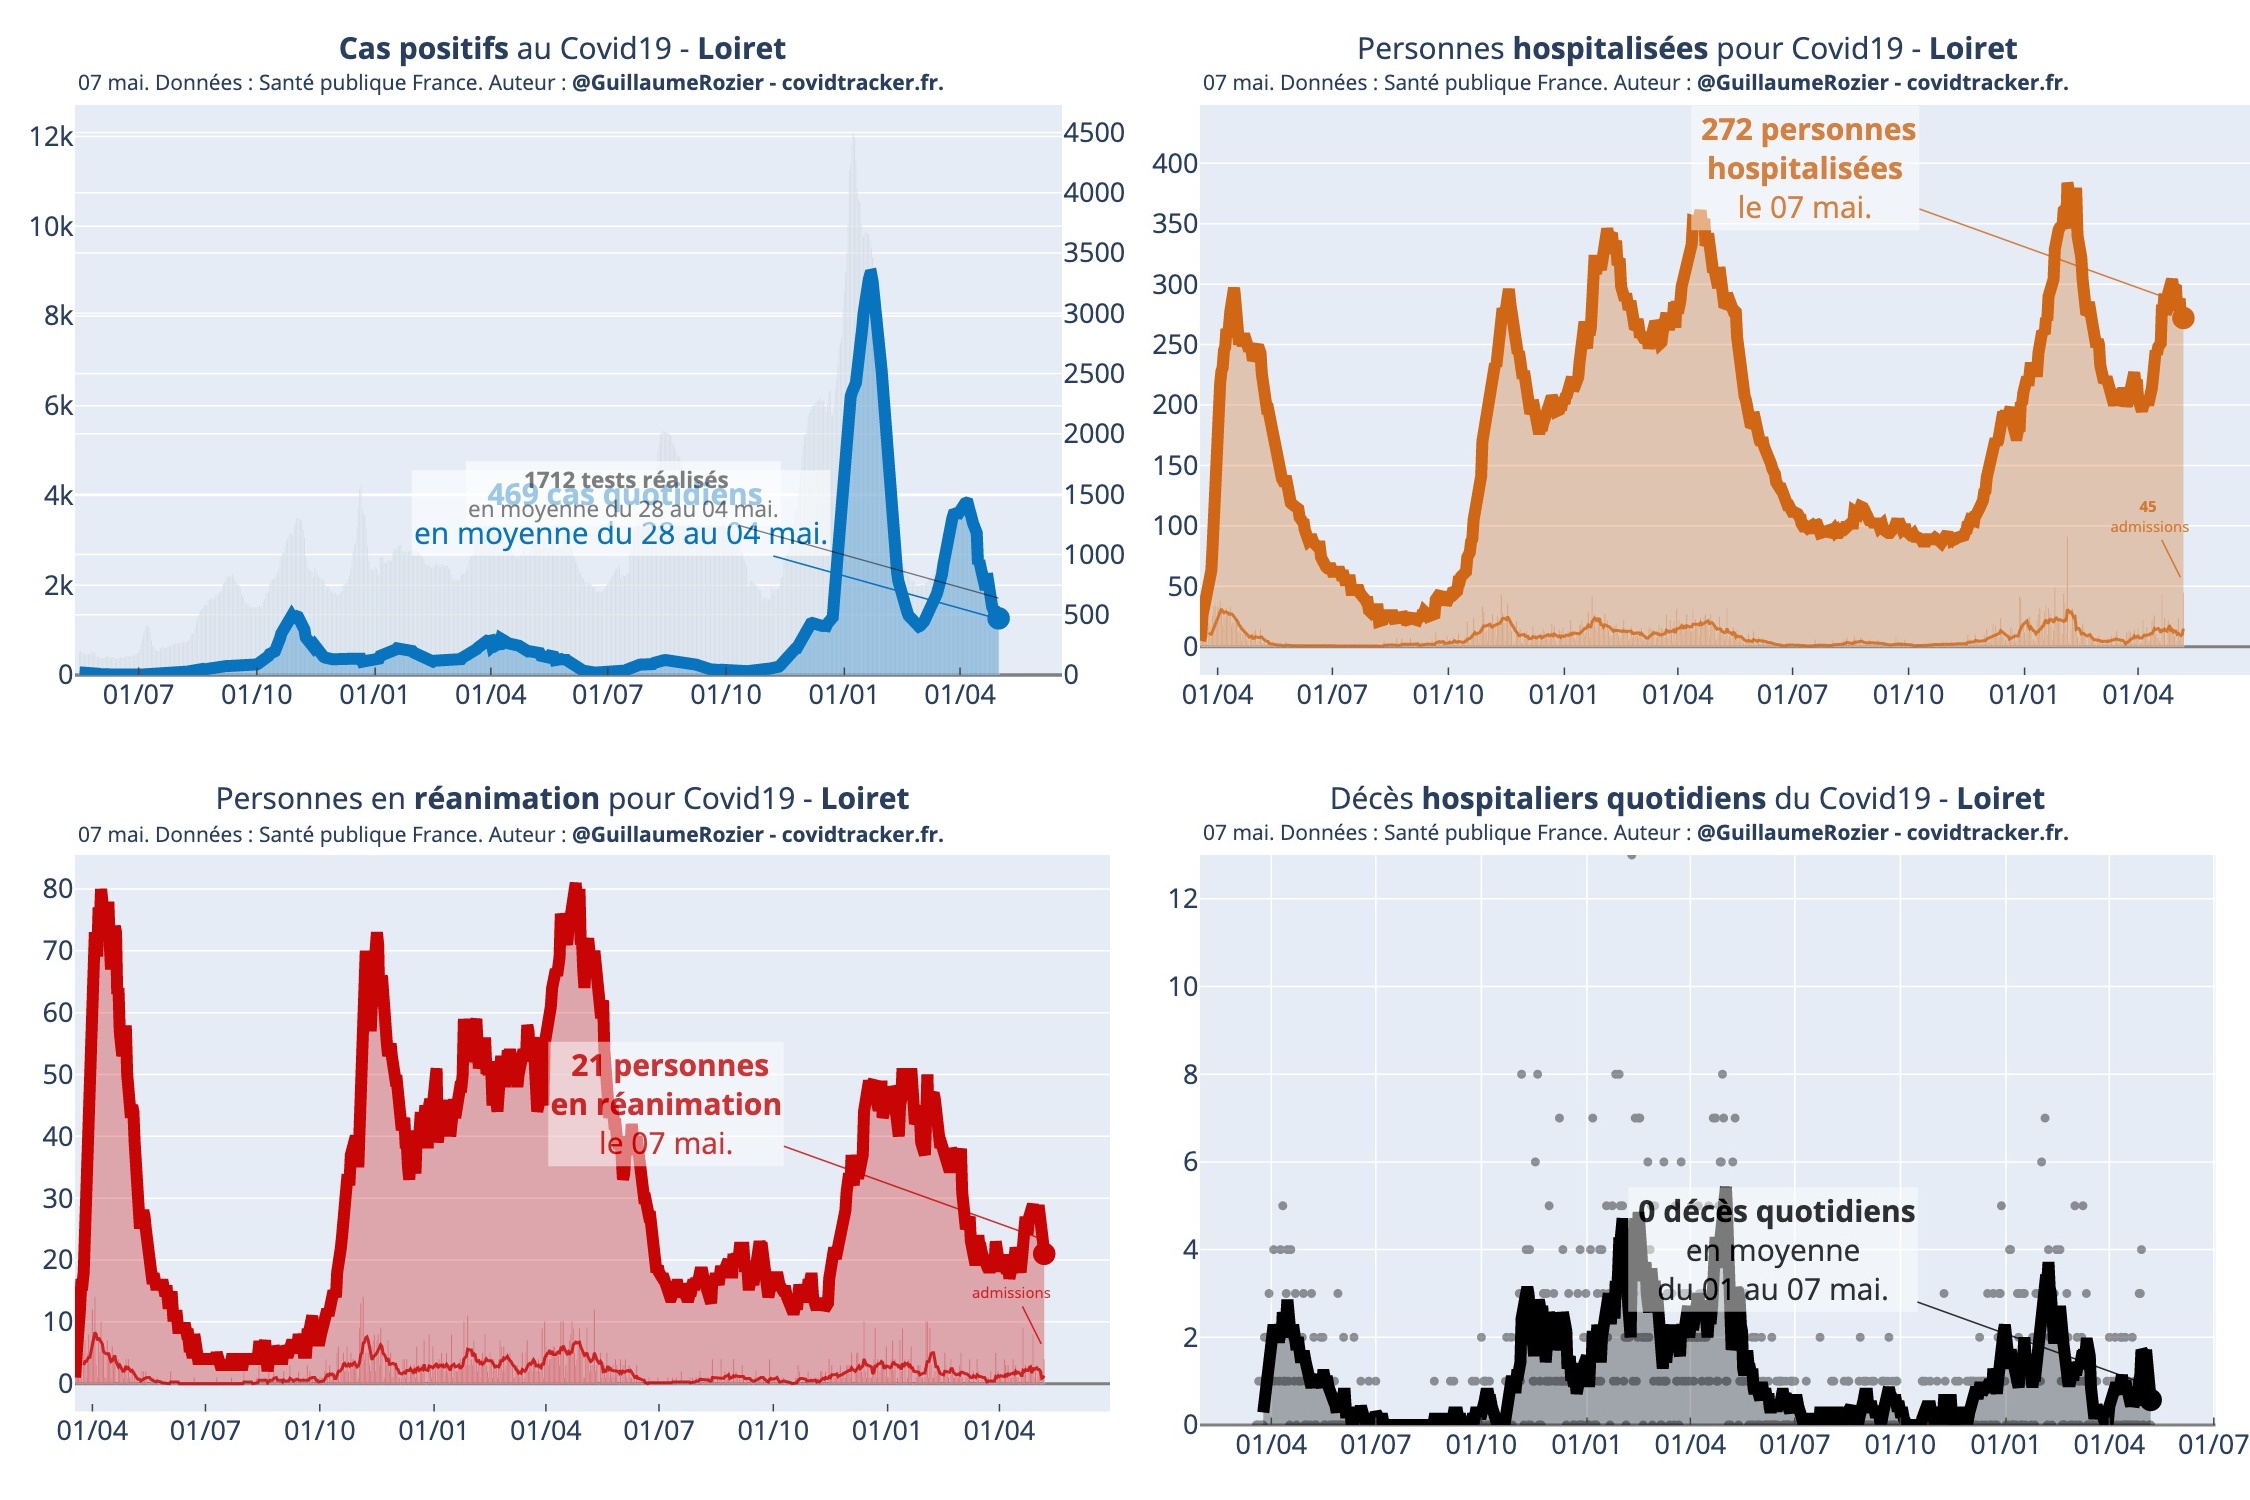 Cas positifs au Covid19 - Loiret
07 mai. Données : Santé publique France. Auteur : @GuillaumeRozier - covidtracker.fr.
12k
10k
8k
6k
4k
2k
0
4500
4000
3500
3000
2500
2000
1500
1000
500
0
1712 tests réalisés
en moyenne du 28 au 04 mai.
469 cas quotidiens
en moyenne du 28 au 04 mai.
01/07 01/10 01/01 01/04 01/07 01/10 01/01 01/04
Personnes hospitalisées pour Covid19 - Loiret
07 mai. Données : Santé publique France. Auteur : @GuillaumeRozier - covidtracker.fr.
272 personnes
hospitalisées
le 07 mai.
400
350
300
250
200
150
100
50
0
45
admissions
01/04 01/07 01/10 01/01 01/04 01/07 01/10 01/01 01/04
Personnes en réanimation pour Covid19 - Loiret
07 mai. Données : Santé publique France. Auteur : @GuillaumeRozier - covidtracker.fr.
80
70
60
50
40
30
20
10
0
21 personnes
en réanimation
le 07 mai.
admissions
01/04 01/07 01/10 01/01 01/04 01/07 01/10 01/01 01/04
Décès hospitaliers quotidiens du Covid19 - Loiret
07 mai. Données : Santé publique France. Auteur : @GuillaumeRozier - covidtracker.fr.
12
10
8
6
4
2
0
0 décès quotidiens
en moyenne
du 01 au 07 mai.
01/04 01/07 01/10 01/01 01/04 01/07 01/10 01/01 01/04 01/07